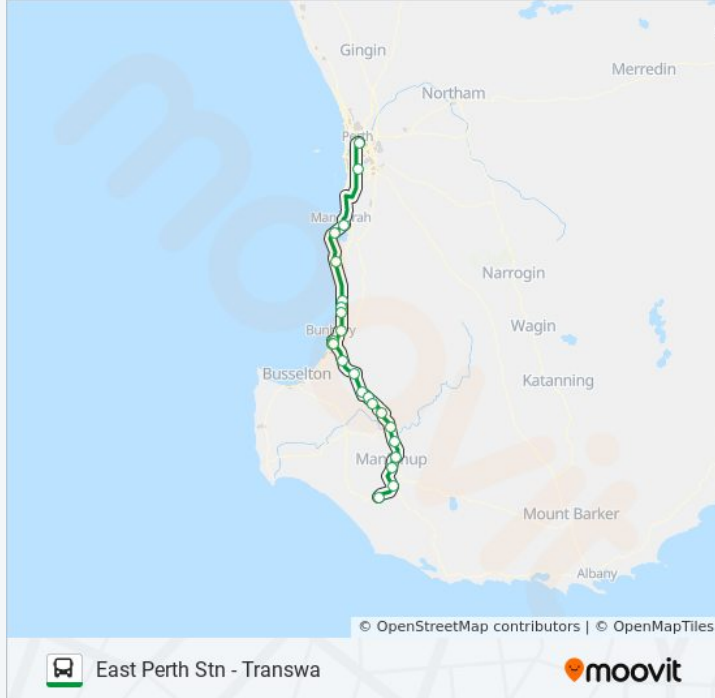 Gingin
Merredin
Northam
Perth
Mandurah
Narrogin
Bunbury
Wagin
Busselton
Katanning
Manjimup
Mount Barker
Albany
© OpenStreetMap contributors | © OpenMapTiles
East Perth Stn - Transwa
moovit
moovit